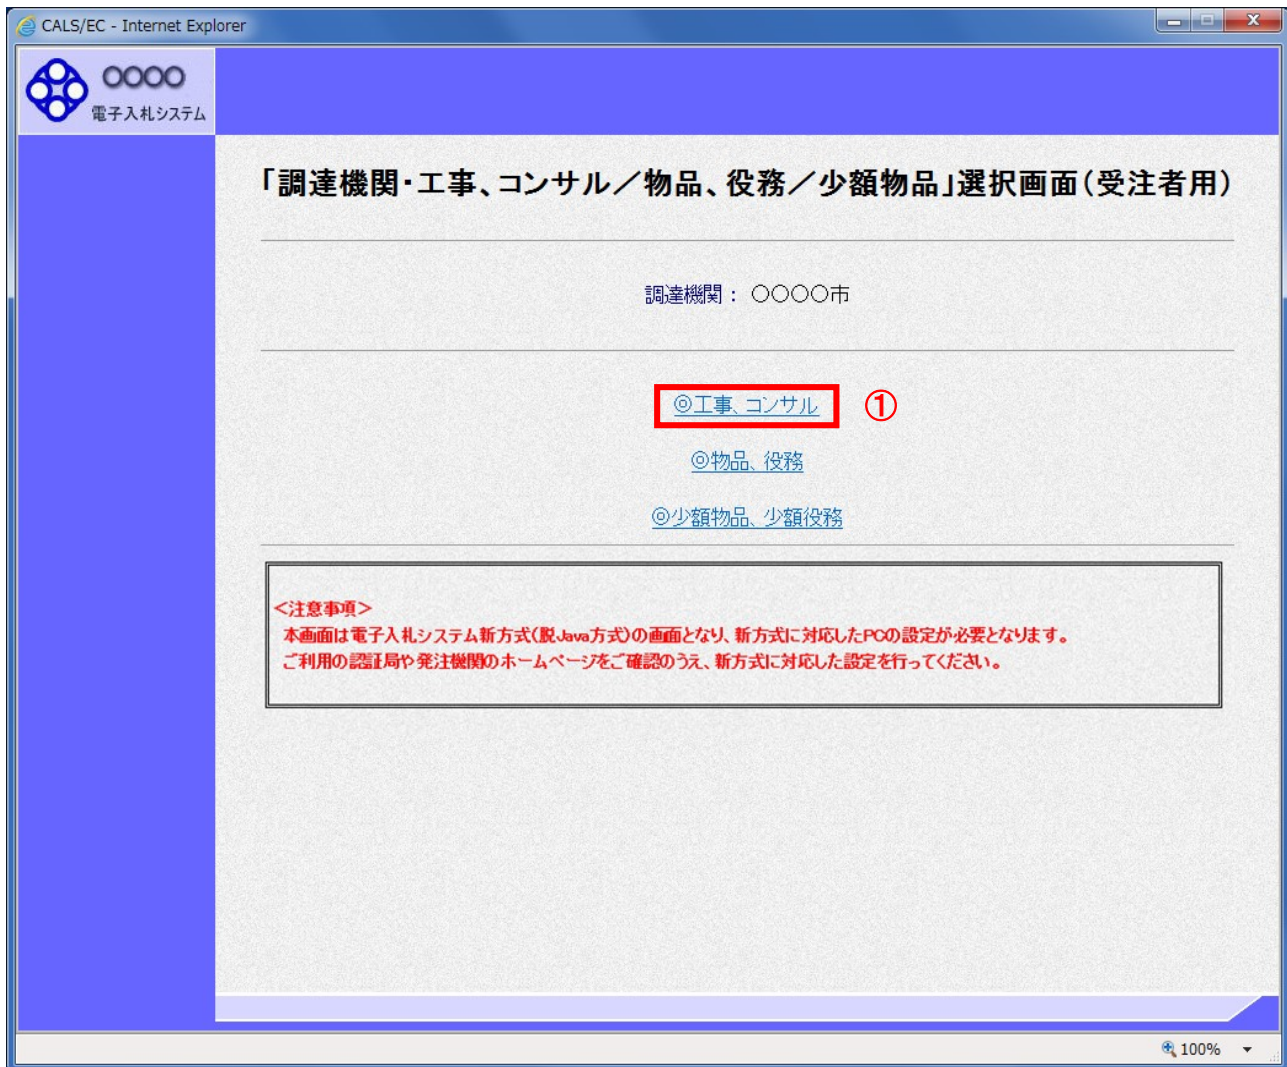 CALS/EC - Internet Explorer
○○○○
電子入札システム
「調達機関・工事、コンサル／物品、役務／少額物品」選択画面（受注者用）
調達機関： ○○○○市
◎工事、コンサル
①
◎物品、役務
◎少額物品、少額役務
＜注意事項＞
本画面は電子入札システム新方式(脱Java方式)の画面となり、新方式に対応したPCの設定が必要となります。
ご利用の認証局や発注機関のホームページをご確認のうえ、新方式に対応した設定を行ってください。
100%